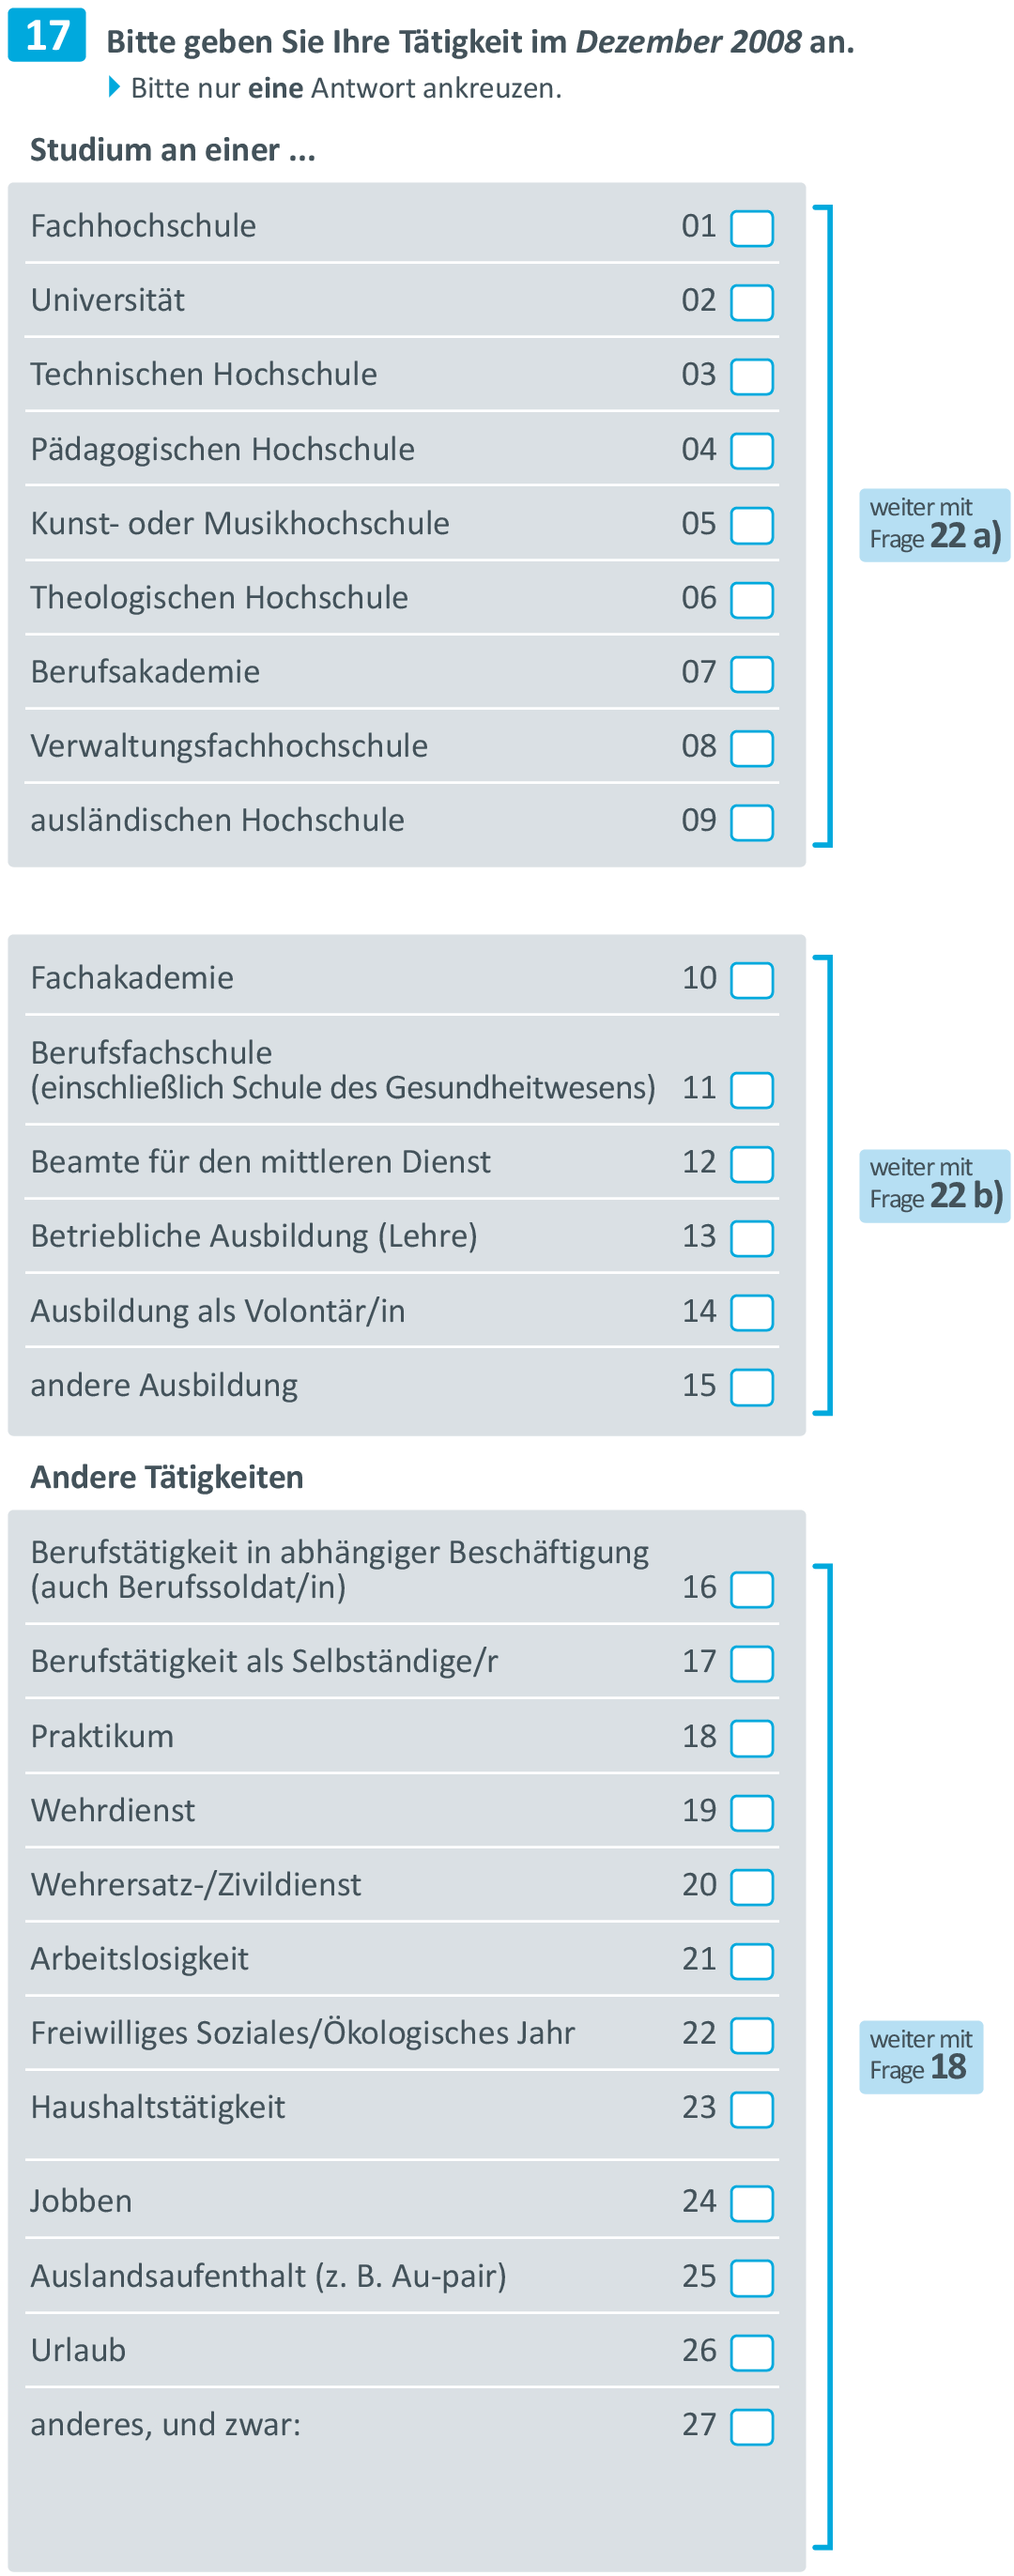 17 Bitte geben Sie Ihre Tätigkeit im Dezember 2008 an.
Bitte nur eine Antwort ankreuzen.
Studium an einer ...
Fachhochschule 01
Universität 02
Technischen Hochschule 03
Pädagogischen Hochschule 04
Kunst- oder Musikhochschule 05
weiter mit
Frage 22 a)
Theologischen Hochschule 06
Berufsakademie 07
Verwaltungsfachhochschule 08
ausländischen Hochschule 09
Fachakademie 10
Berufsfachschule
(einschließlich Schule des Gesundheitwesens) 11
Beamte für den mittleren Dienst 12
weiter mit
Frage 22 b)
Betriebliche Ausbildung (Lehre) 13
Ausbildung als Volontär/in 14
andere Ausbildung 15
Andere Tätigkeiten
Berufstätigkeit in abhängiger Beschäftigung
(auch Berufssoldat/in) 16
Berufstätigkeit als Selbständige/r 17
Praktikum 18
Wehrdienst 19
Wehrersatz-/Zivildienst 20
Arbeitslosigkeit 21
Freiwilliges Soziales/Ökologisches Jahr 22
weiter mit
Frage 18
Haushaltstätigkeit 23
Jobben 24
Auslandsaufenthalt (z. B. Au-pair) 25
Urlaub 26
anderes, und zwar: 27